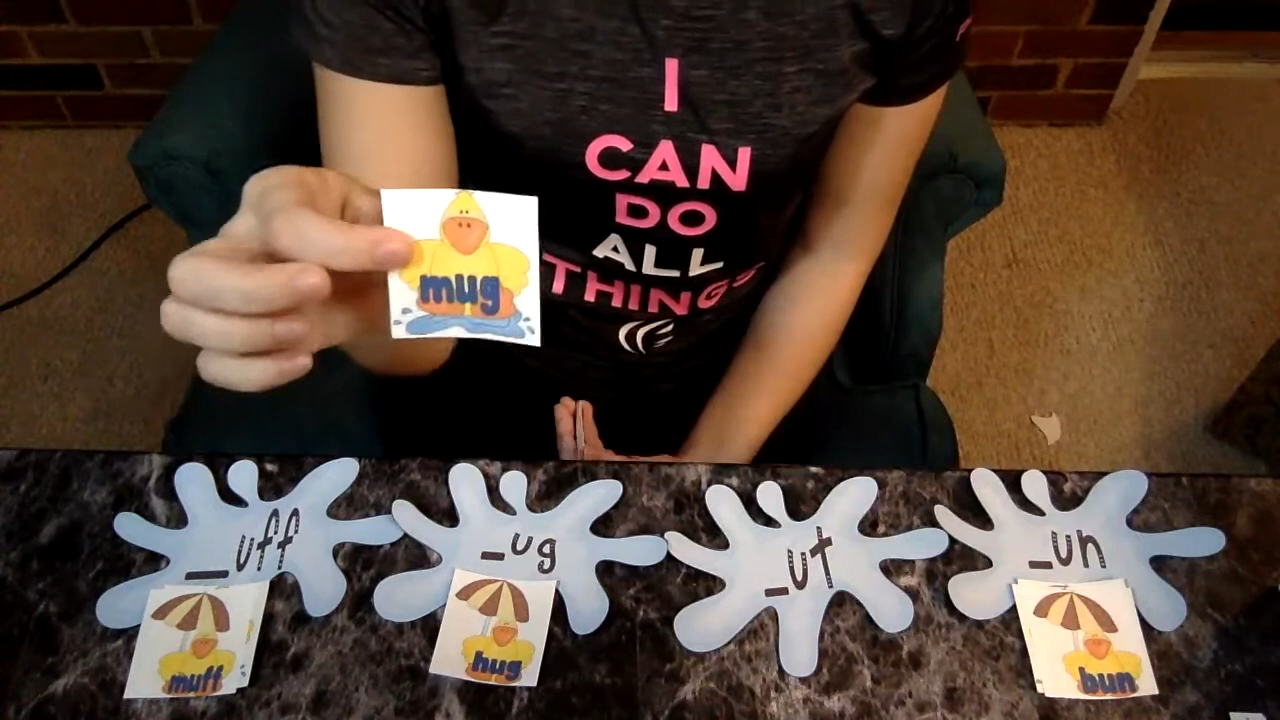 I
CAN
DO
ALL
THINGS
mug
_uff
_ug
_ut
_un
muff
hug
bun